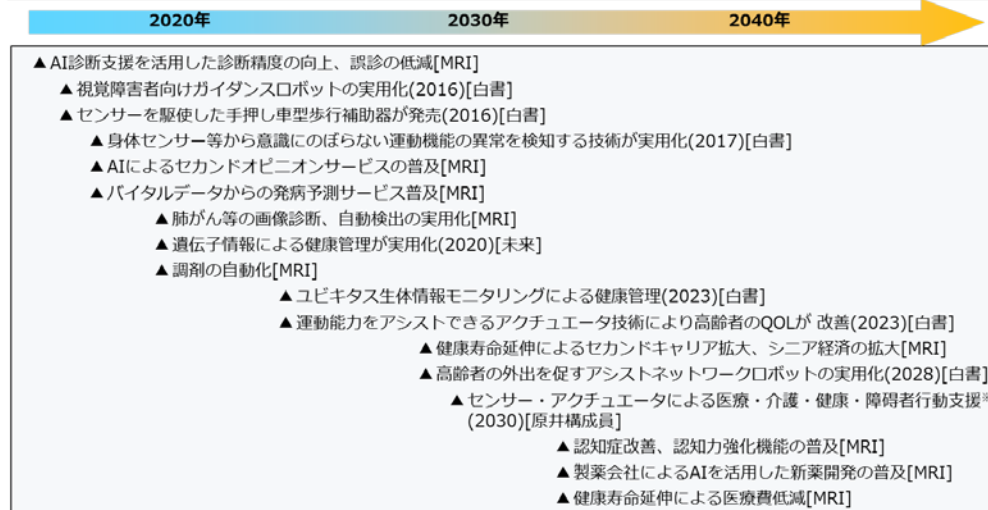 2020年 2030年 2040年
▲AI診断支援を活用した診断精度の向上、誤診の低減[MRI]
▲視覚障害者向けガイダンスロボットの実用化(2016)[白書]
▲センサーを駆使した手押し車型歩行補助器が発売(2016)[白書]
▲身体センサー等から意識にのぼらない運動機能の異常を検知する技術が実用化(2017)[白書]
▲AIによるセカンドオピニオンサービスの普及[MRI]
▲バイタルデータからの発病予測サービス普及[MRI]
▲肺がん等の画像診断、自動検出の実用化[MRI]
▲遺伝子情報による健康管理が実用化(2020)[未来]
▲調剤の自動化[MRI]
▲ユビキタス生体情報モニタリングによる健康管理(2023)[白書]
▲運動能力をアシストできるアクチュエータ技術により高齢者のQOLが 改善(2023)[白書]
▲健康寿命延伸によるセカンドキャリア拡大、シニア経済の拡大[MRI]
▲高齢者の外出を促すアシストネットワークロボットの実用化(2028)[白書]
▲センサー・アクチュエータによる医療・介護・健康・障碍者行動支援※
(2030)[原井構成員]
▲認知症改善、認知力強化機能の普及[MRI]
▲製薬会社によるAIを活用した新薬開発の普及[MRI]
▲健康寿命延伸による医療費低減[MRI]